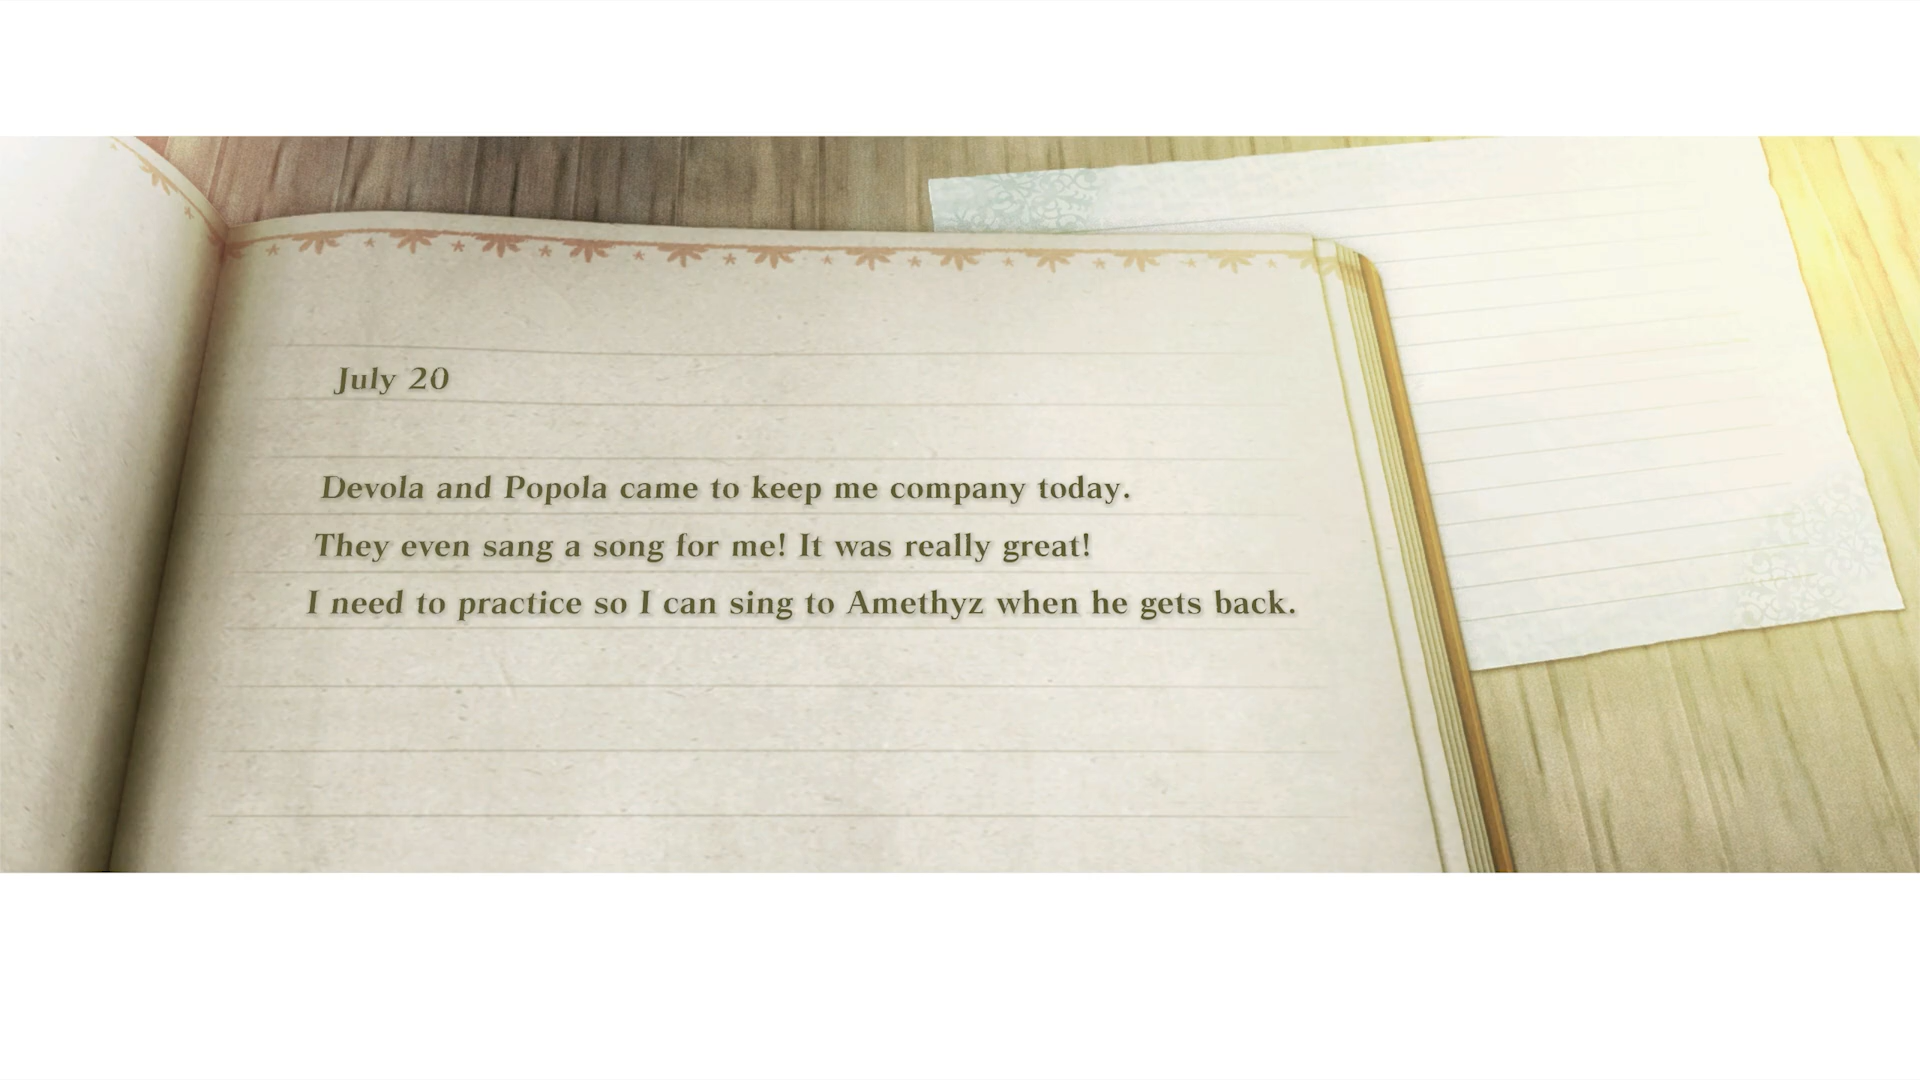 July 20
Devola and Popola came to keep me company today.
They even sang a song for me! It was really great!
I need to practice so I can sing to Amethyz when he gets back.